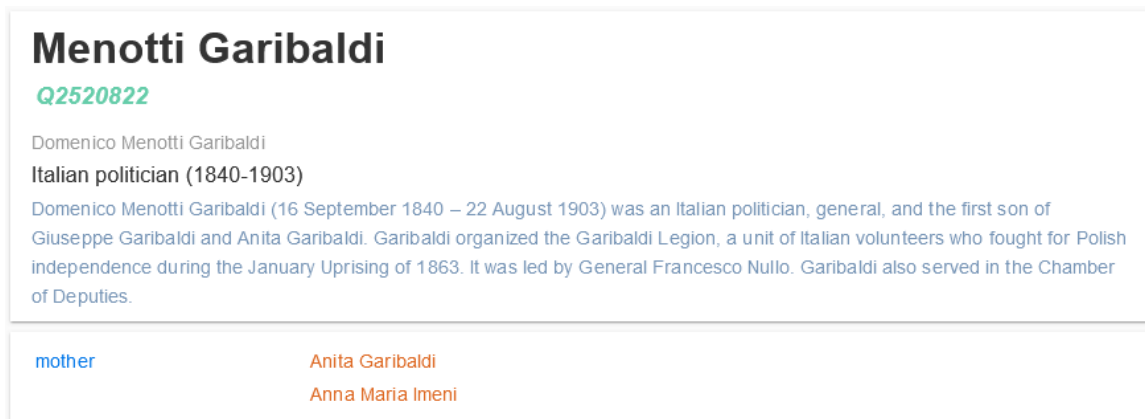 Menotti Garibaldi
Q2520822
Domenico Menotti Garibaldi
Italian politician (1840-1903)
Domenico Menotti Garibaldi (16 September 1840 – 22 August 1903) was an Italian politician, general, and the first son of
Giuseppe Garibaldi and Anita Garibaldi. Garibaldi organized the Garibaldi Legion, a unit of Italian volunteers who fought for Polish
independence during the January Uprising of 1863. It was led by General Francesco Nullo. Garibaldi also served in the Chamber
of Deputies.
mother Anita Garibaldi
Anna Maria Imeni